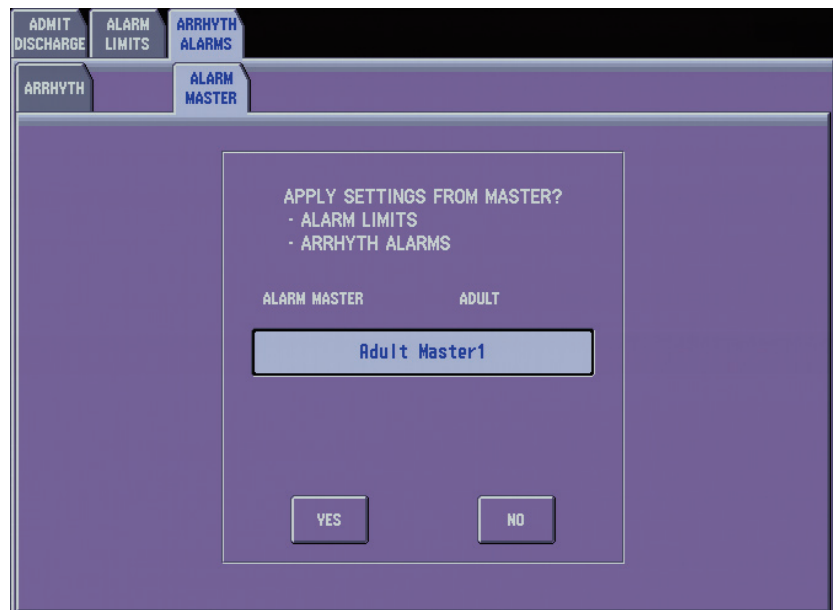 ADMIT DISCHARGE
ALARM LIMITS
ARRHYTH ALARMS
ARRHYTH
ALARM MASTER
APPLY SETTINGS FROM MASTER?
- ALARM LIMITS
- ARRHYTH ALARMS
ALARM MASTER ADULT
Adult Master1
YES NO